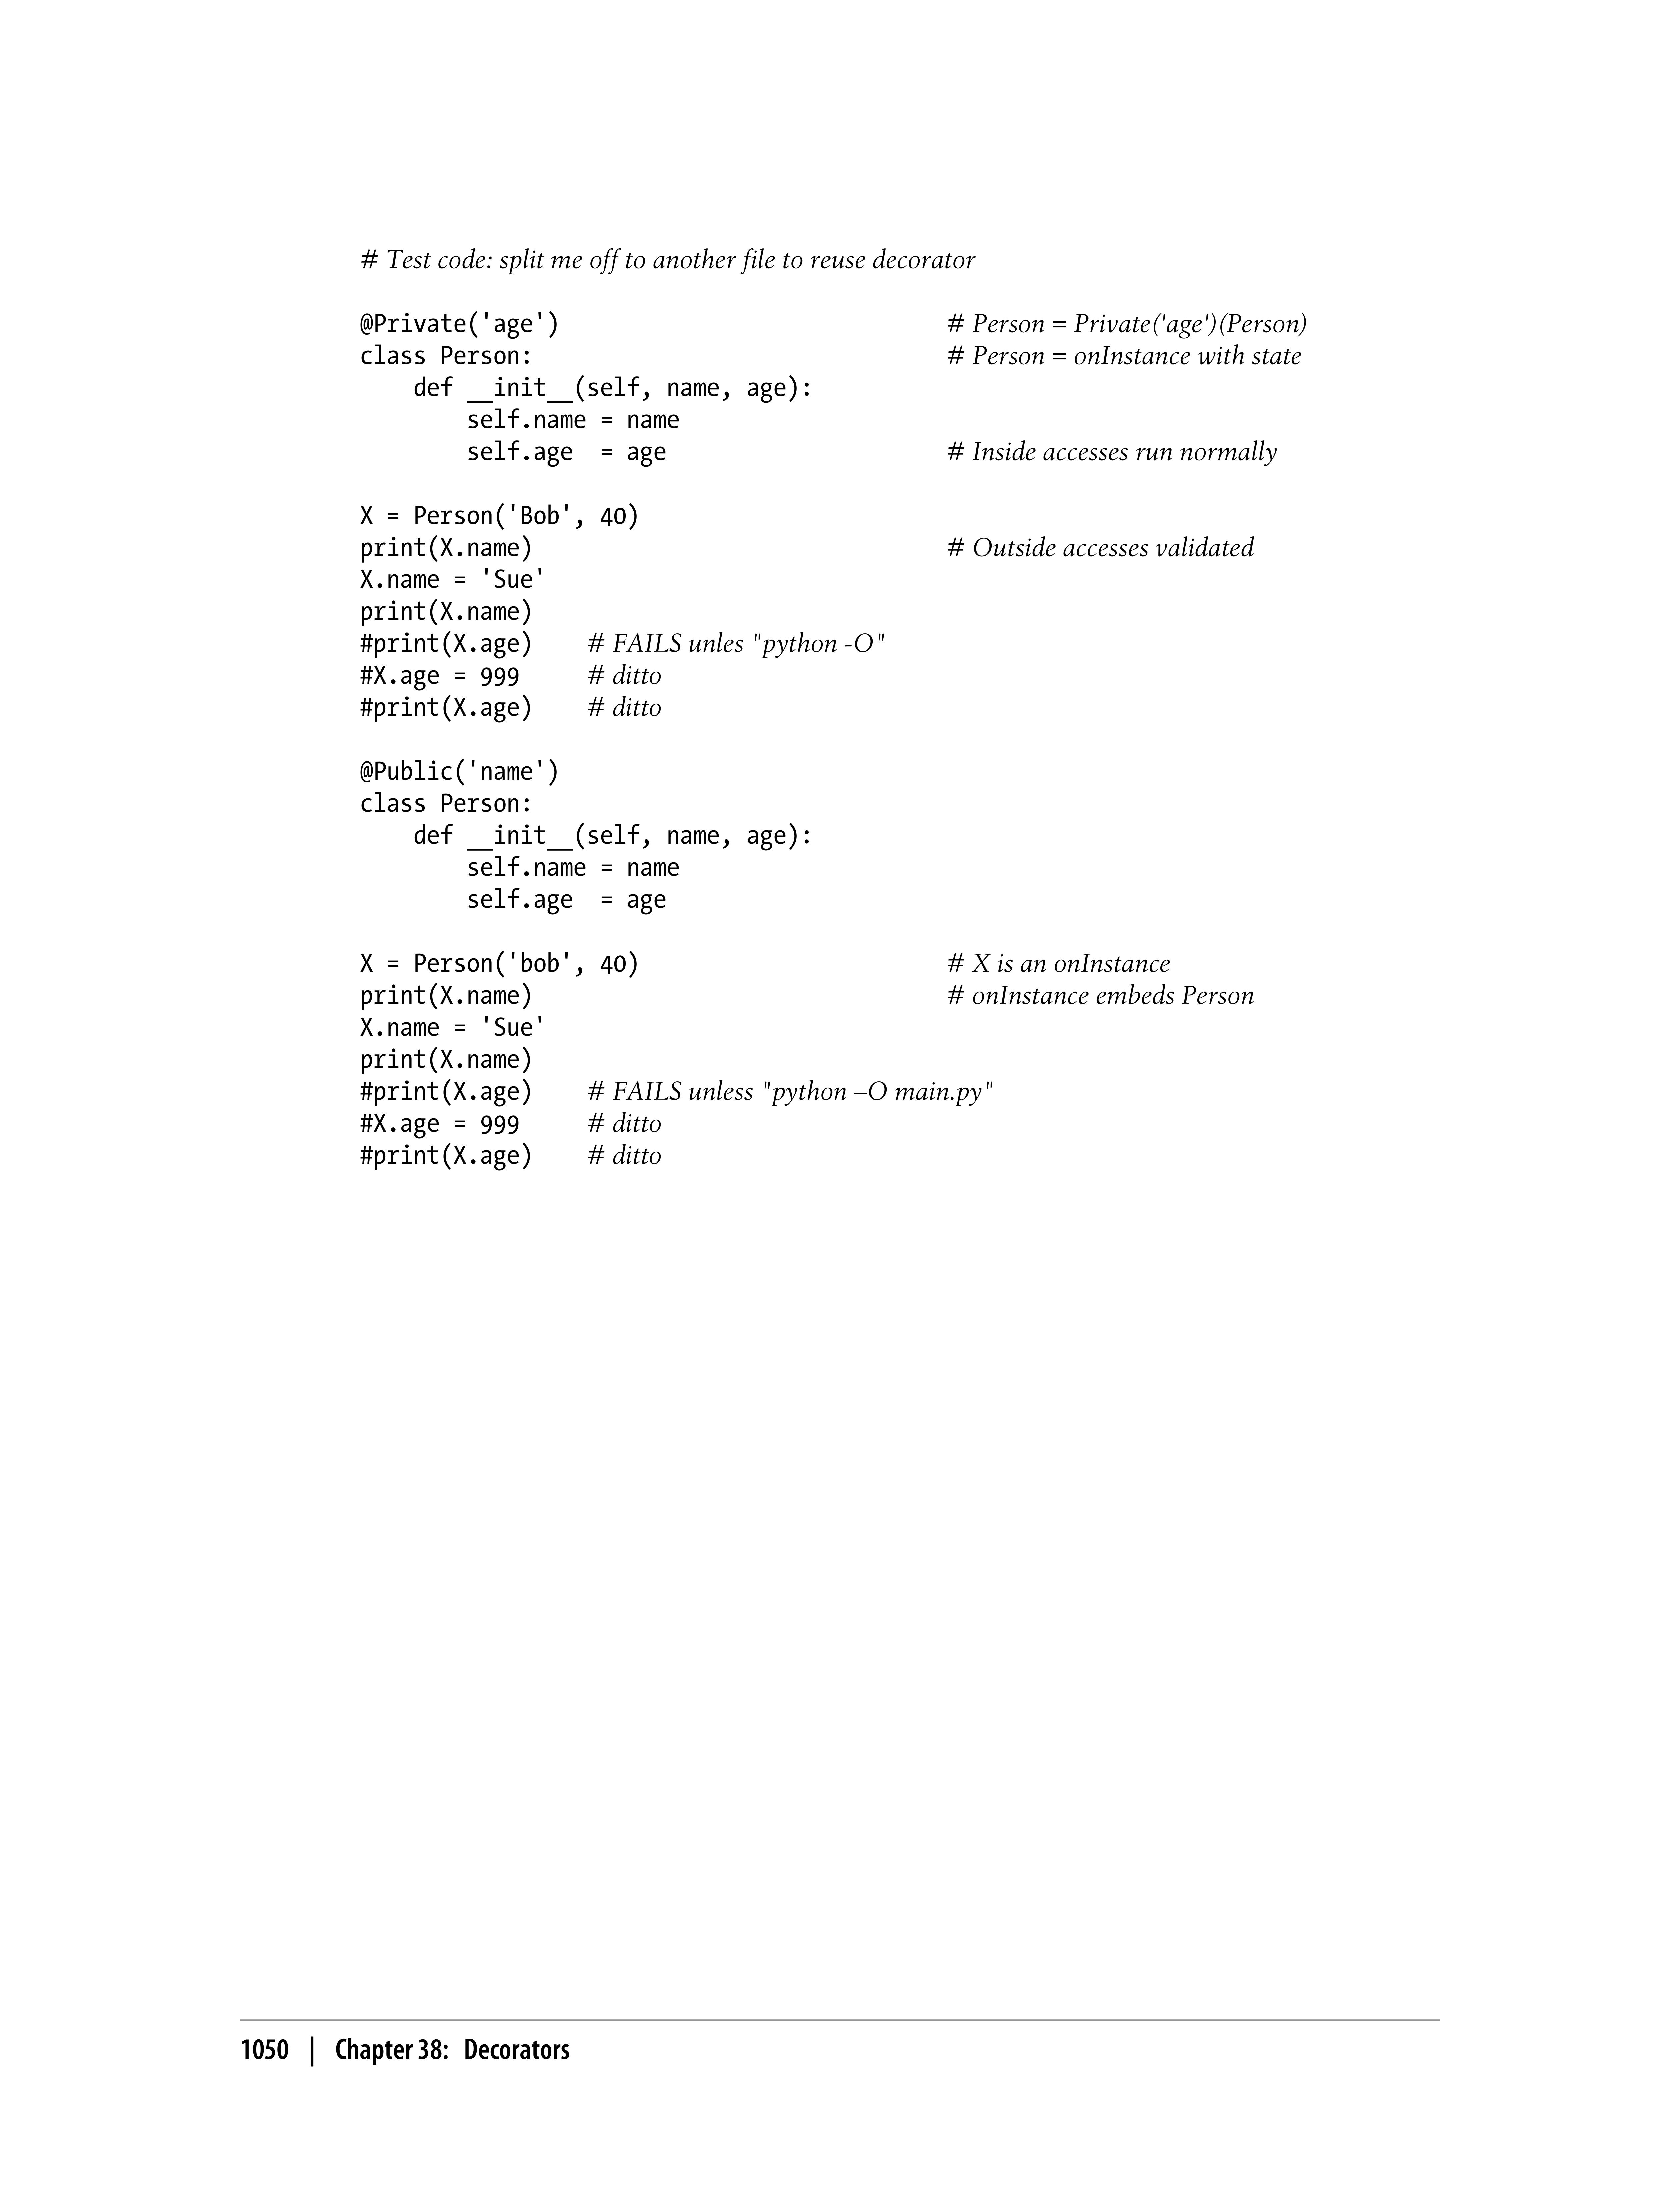 # Test code: split me off to another file to reuse decorator
@Private('age') # Person = Private('age')(Person)
class Person: # Person = onInstance with state
def __init__(self, name, age):
self.name = name
self.age  = age # Inside accesses run normally
X = Person('Bob', 40)
print(X.name) # Outside accesses validated
X.name = 'Sue'
print(X.name)
#print(X.age) # FAILS unles "python -O"
#X.age = 999 # ditto
#print(X.age) # ditto
@Public('name')
class Person:
def __init__(self, name, age):
self.name = name
self.age  = age
X = Person('bob', 40) # X is an onInstance
print(X.name) # onInstance embeds Person
X.name = 'Sue'
print(X.name)
#print(X.age) # FAILS unless "python –O main.py"
#X.age = 999 # ditto
#print(X.age) # ditto
1050 | Chapter 38: Decorators